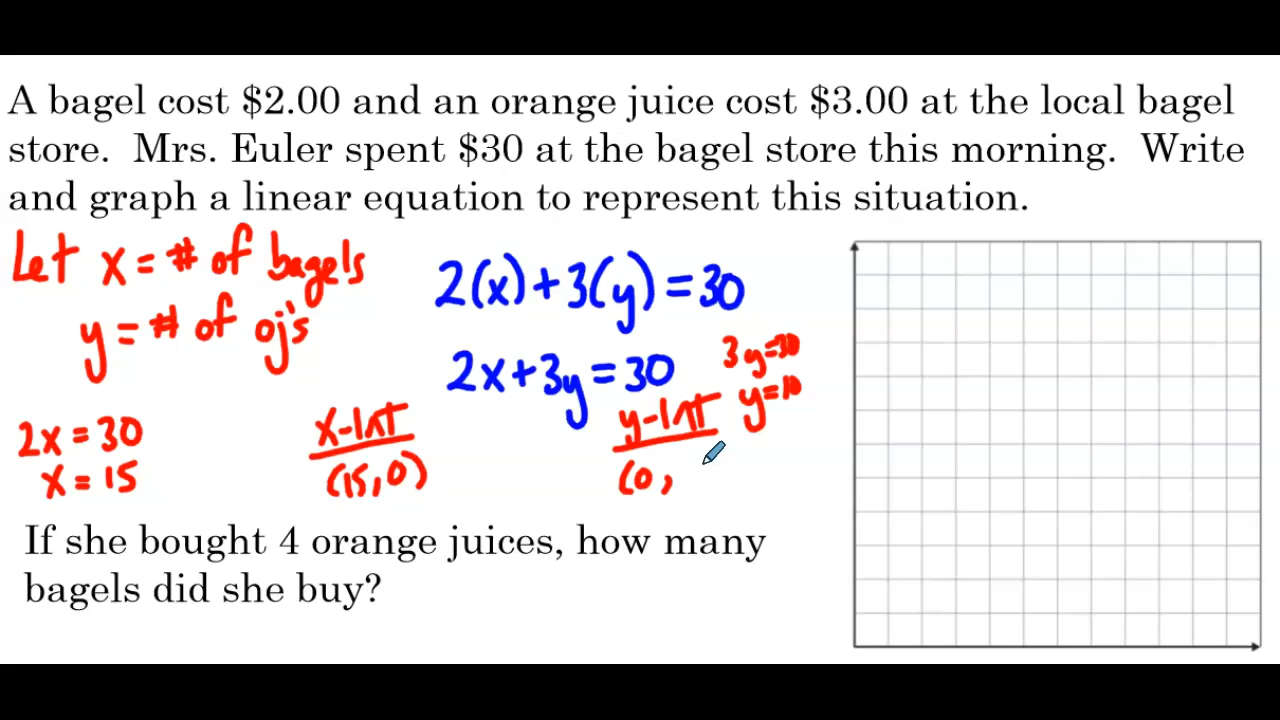 A bagel cost $2.00 and an orange juice cost $3.00 at the local bagel
store. Mrs. Euler spent $30 at the bagel store this morning. Write
and graph a linear equation to represent this situation.
Let x = # of bagels
y = # of oj's
2(x)+3(y)=30
2x+3y=30
3y=30
y=10
2x=30
x=15
x-Int
(15,0)
y-Int
(0,
If she bought 4 orange juices, how many
bagels did she buy?